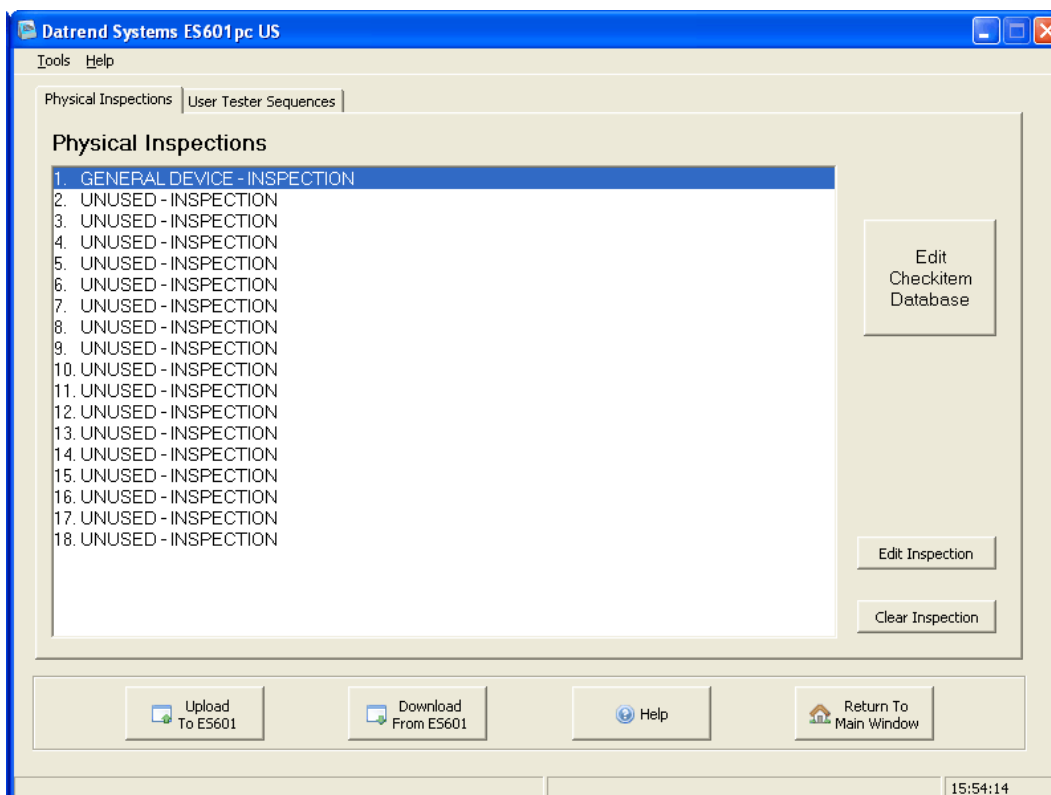 Datrend Systems ES601pc US
Tools Help
Physical Inspections User Tester Sequences
Physical Inspections
1. GENERAL DEVICE - INSPECTION
2. UNUSED - INSPECTION
3. UNUSED - INSPECTION
4. UNUSED - INSPECTION
5. UNUSED - INSPECTION
6. UNUSED - INSPECTION
7. UNUSED - INSPECTION
8. UNUSED - INSPECTION
9. UNUSED - INSPECTION
10. UNUSED - INSPECTION
11. UNUSED - INSPECTION
12. UNUSED - INSPECTION
13. UNUSED - INSPECTION
14. UNUSED - INSPECTION
15. UNUSED - INSPECTION
16. UNUSED - INSPECTION
17. UNUSED - INSPECTION
18. UNUSED - INSPECTION
Edit
Checkitem
Database
Edit Inspection
Clear Inspection
Upload
To ES601
Download
From ES601
Help
Return To
Main Window
15:54:14